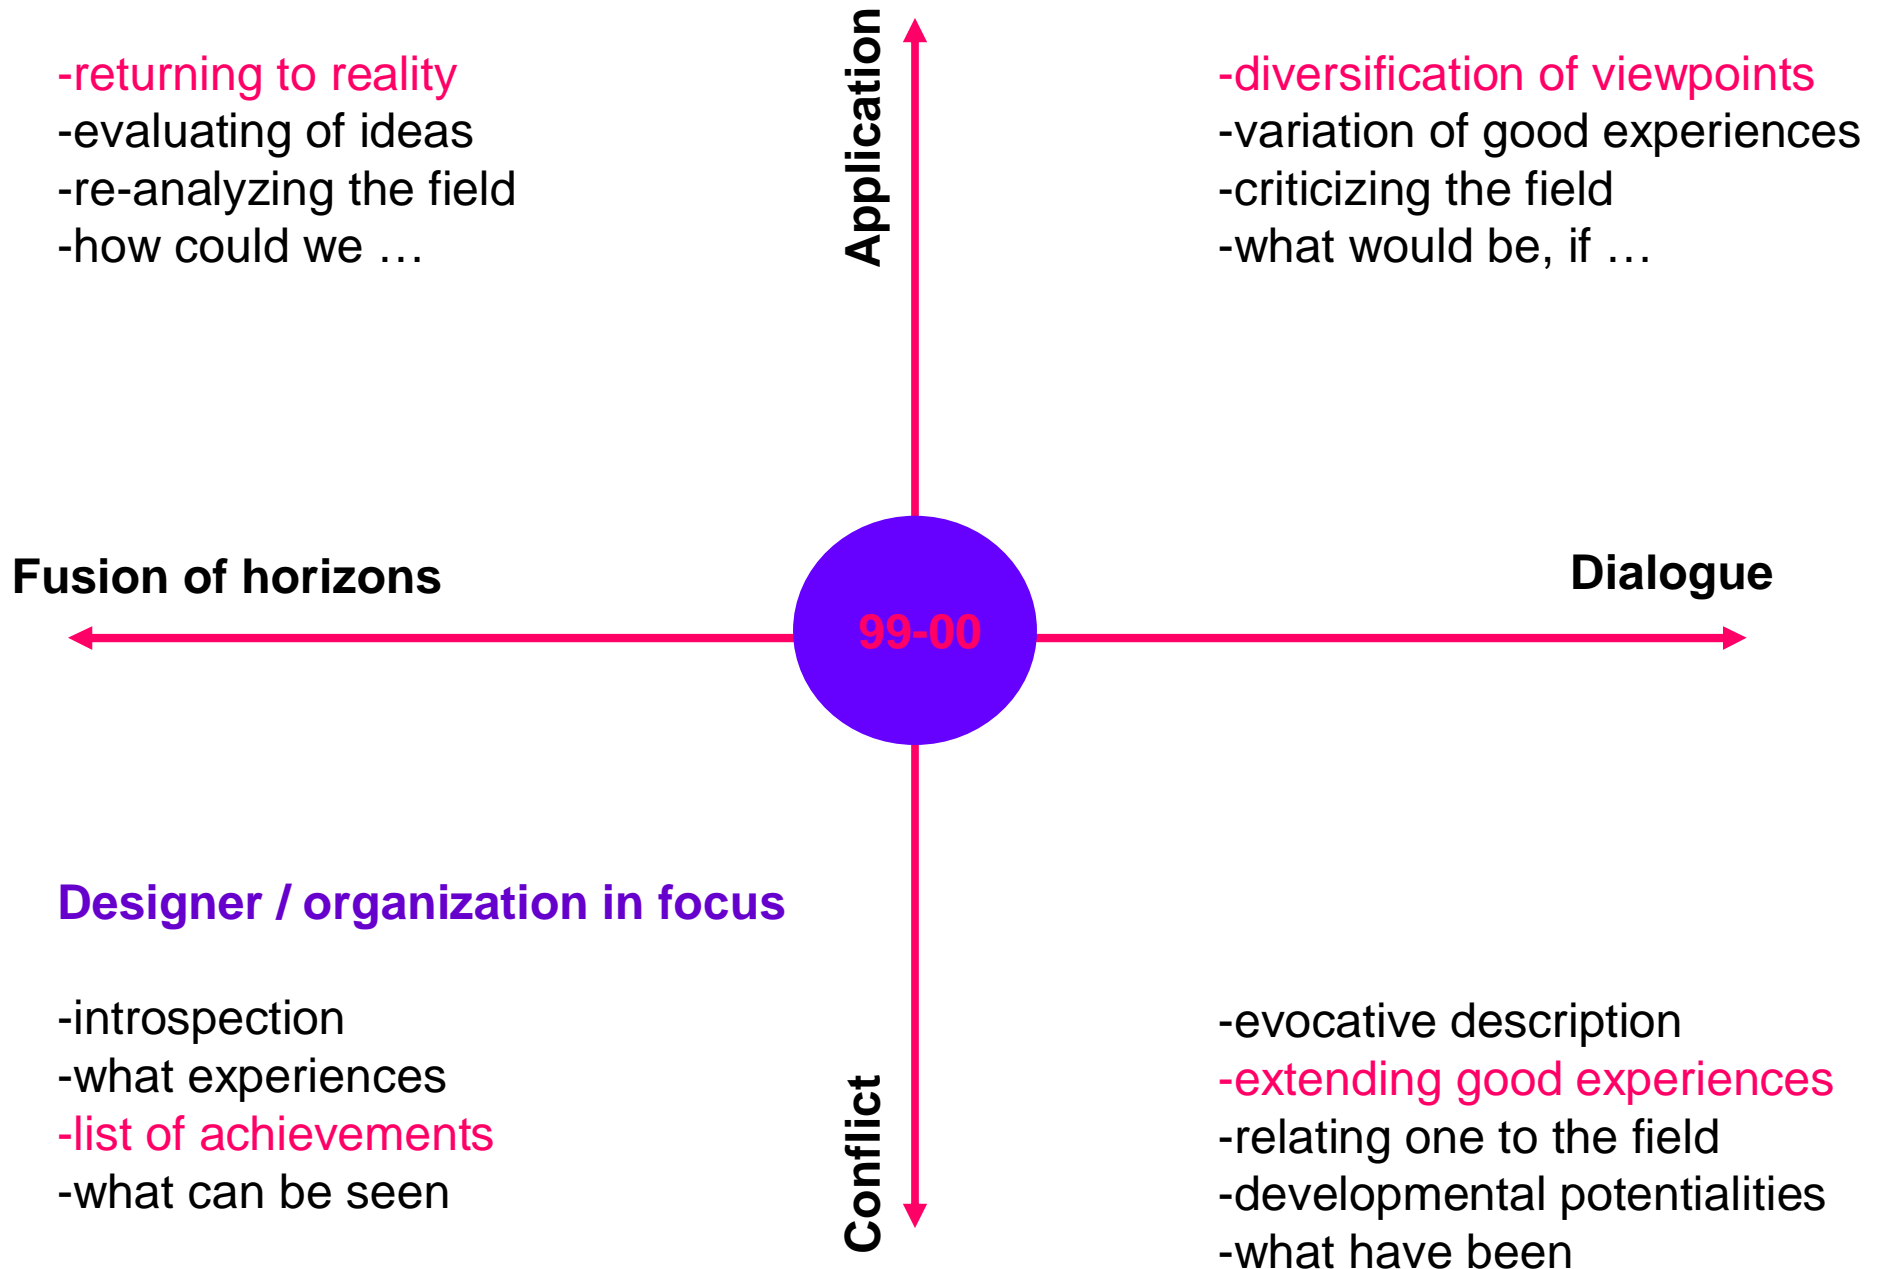 Application
-returning to reality
-evaluating of ideas
-re-analyzing the field
-how could we …
-diversification of viewpoints
-variation of good experiences
-criticizing the field
-what would be, if …
Fusion of horizons
Dialogue
99-00
Designer / organization in focus
-introspection
-what experiences
-list of achievements
-what can be seen
Conflict
-evocative description
-extending good experiences
-relating one to the field
-developmental potentialities
-what have been